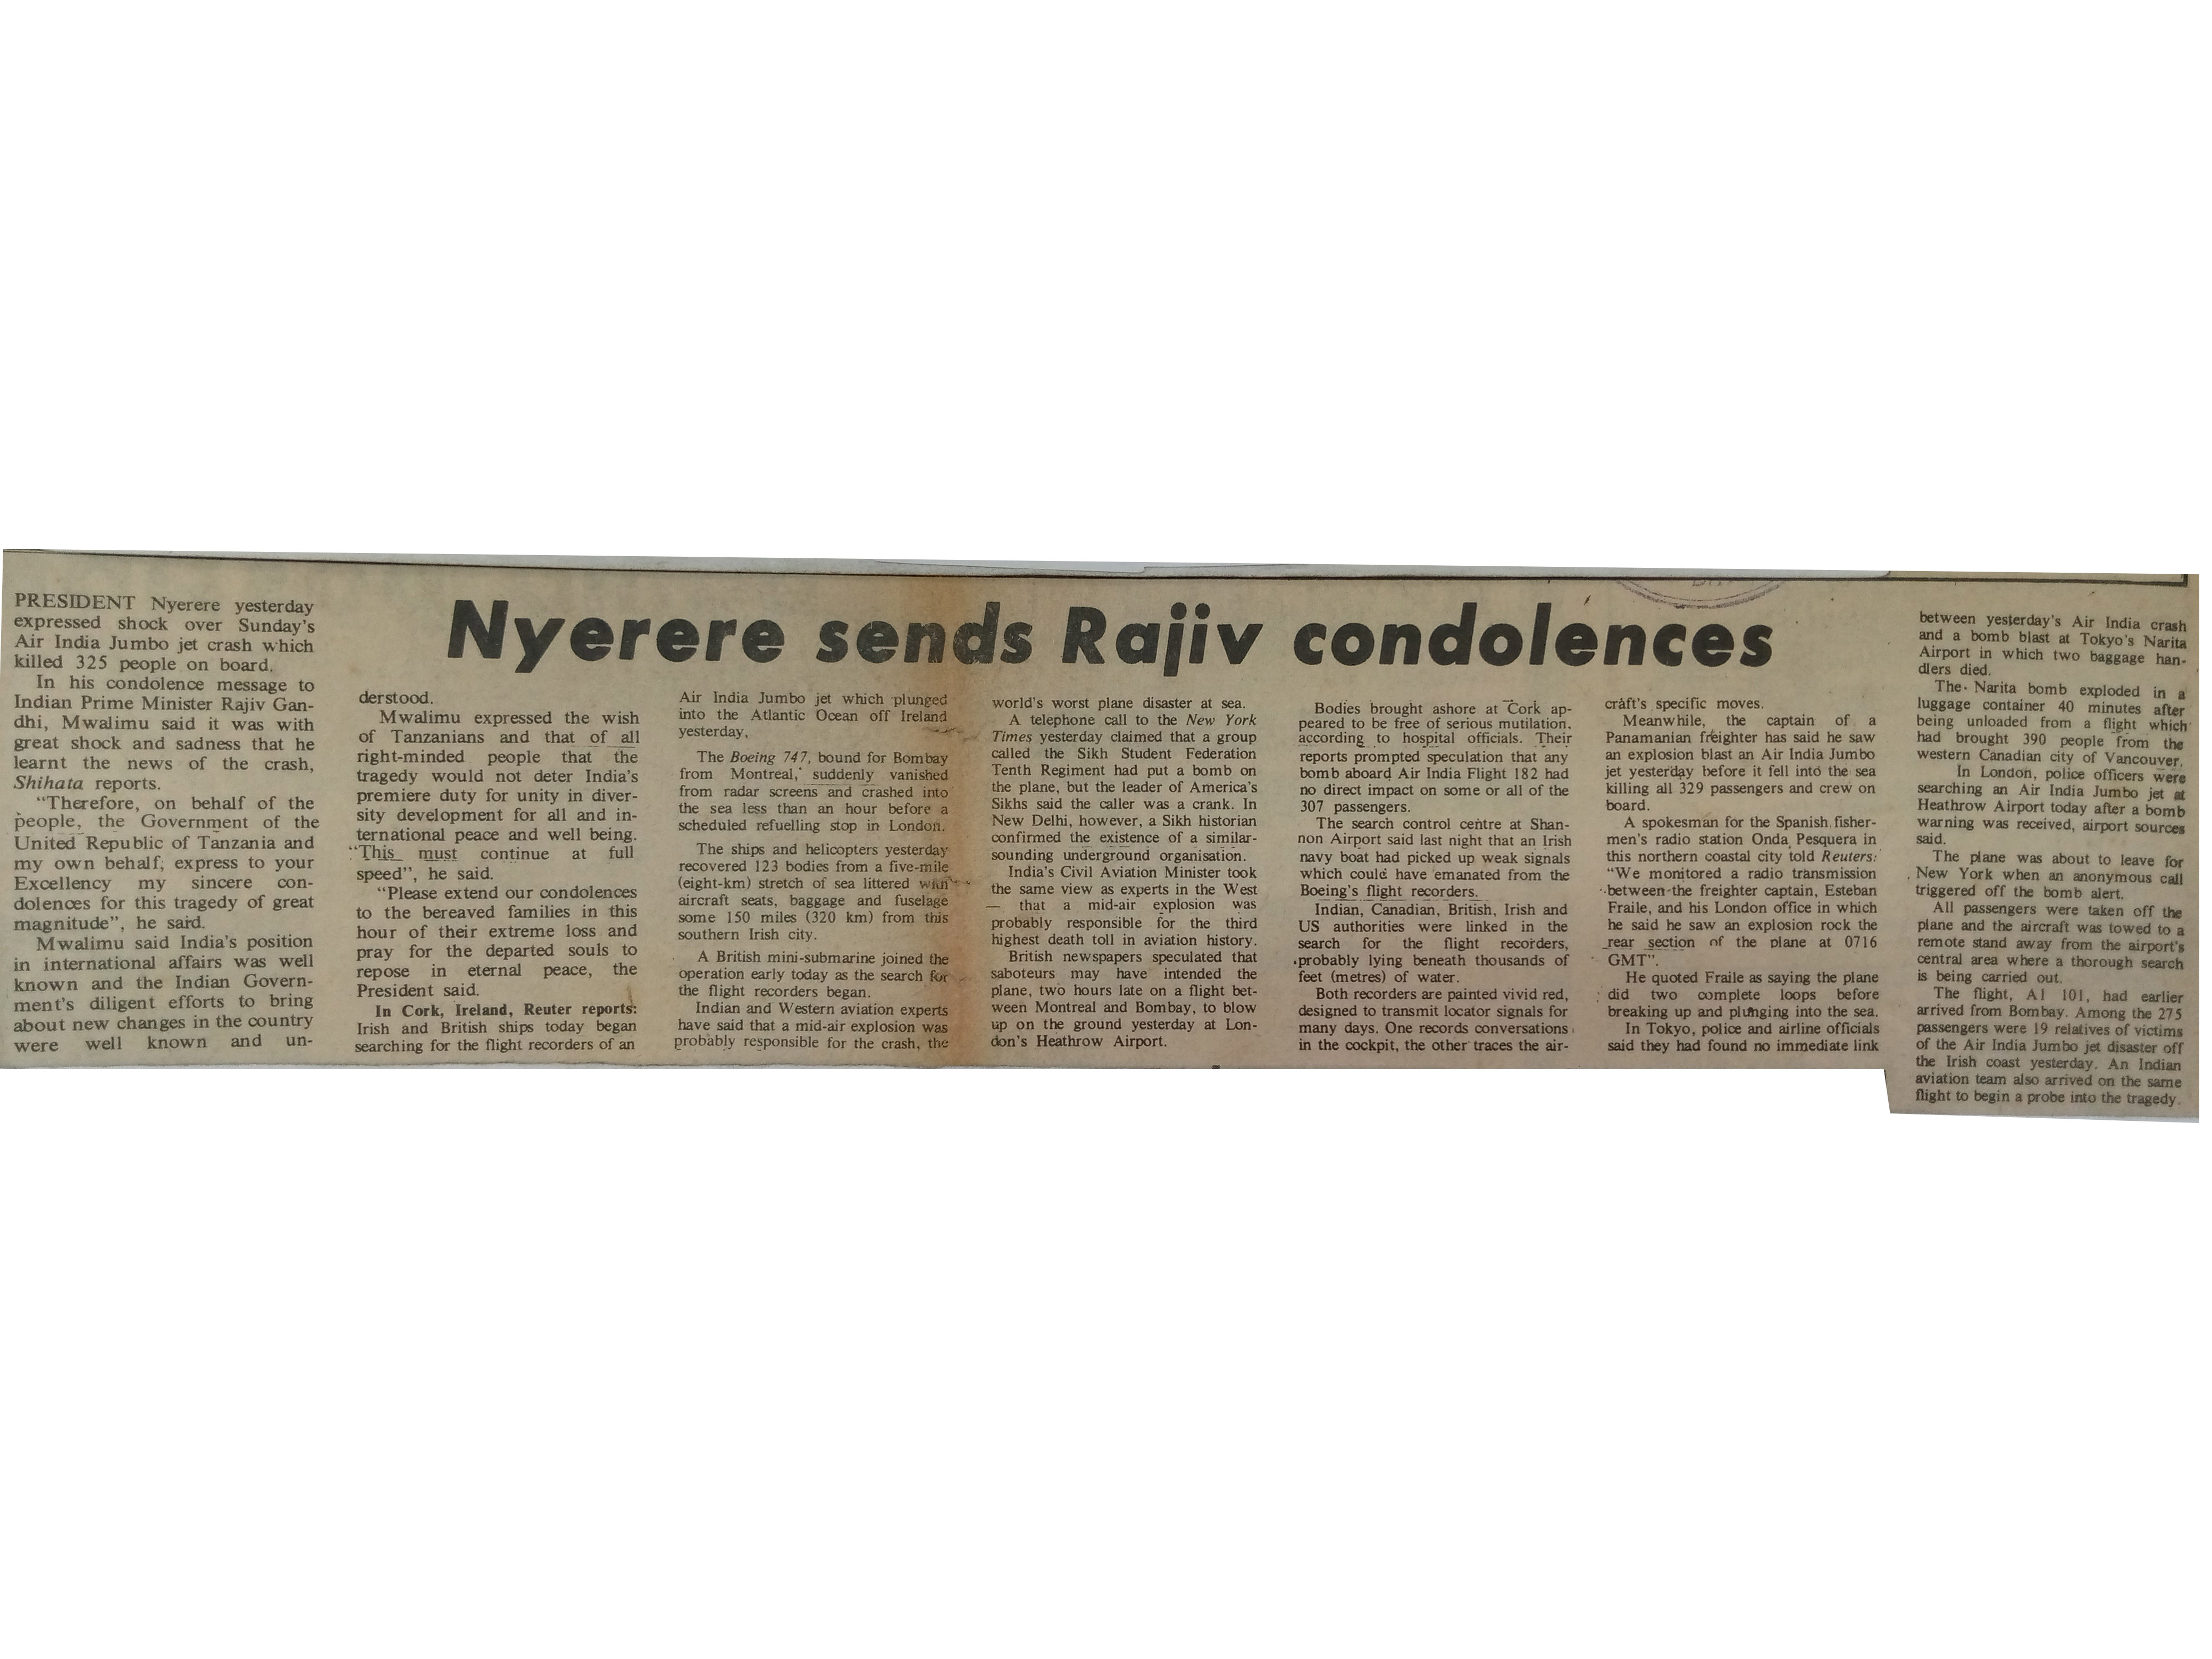 Nyerere sends Rajiv condolences
PRESIDENT Nyerere yesterday
expressed shock over Sunday's
Air India Jumbo jet crash which
killed 325 people on board.
In his condolence message to
Indian Prime Minister Rajiv Gan-
dhi, Mwalimu said it was with
great shock and sadness that he
learnt the news of the crash,
Shihata reports.
"Therefore, on behalf of the
people, the Government of the
United Republic of Tanzania and
my own behalf, express to your
Excellency my sincere con-
dolences for this tragedy of great
magnitude", he said.
Mwalimu said India's position
in international affairs was well
known and the Indian Govern-
ment's diligent efforts to bring
about new changes in the country
were well known and un-
derstood.
Mwalimu expressed the wish
of Tanzanians and that of all
right-minded people that the
tragedy would not deter India's
premiere duty for unity in diver-
sity development for all and in-
ternational peace and well being.
"This must continue at full
speed", he said.
"Please extend our condolences
to the bereaved families in this
hour of their extreme loss and
pray for the departed souls to
repose in eternal peace, the
President said.
In Cork, Ireland, Reuter reports:
Irish and British ships today began
searching for the flight recorders of an
Air India Jumbo jet which plunged
into the Atlantic Ocean off Ireland
yesterday,
The Boeing 747, bound for Bombay
from Montreal, suddenly vanished
from radar screens and crashed into
the sea less than an hour before a
scheduled refuelling stop in London.
The ships and helicopters yesterday
recovered 123 bodies from a five-mile
(eight-km) stretch of sea littered with
aircraft seats, baggage and fuselage
some 150 miles (320 km) from this
southern Irish city.
A British mini-submarine joined the
operation early today as the search for
the flight recorders began.
Indian and Western aviation experts
have said that a mid-air explosion was
probably responsible for the crash, the
world's worst plane disaster at sea.
A telephone call to the New York
Times yesterday claimed that a group
called the Sikh Student Federation
Tenth Regiment had put a bomb on
the plane, but the leader of America's
Sikhs said the caller was a crank. In
New Delhi, however, a Sikh historian
confirmed the existence of a similar-
sounding underground organisation.
India's Civil Aviation Minister took
the same view as experts in the West
— that a mid-air explosion was
probably responsible for the third
highest death toll in aviation history.
British newspapers speculated that
saboteurs may have intended the
plane, two hours late on a flight bet-
ween Montreal and Bombay, to blow
up on the ground yesterday at Lon-
don's Heathrow Airport.
Bodies brought ashore at Cork ap-
peared to be free of serious mutilation,
according to hospital officials. Their
reports prompted speculation that any
bomb aboard Air India Flight 182 had
no direct impact on some or all of the
307 passengers.
The search control centre at Shan-
non Airport said last night that an Irish
navy boat had picked up weak signals
which could have emanated from the
Boeing's flight recorders.
Indian, Canadian, British, Irish and
US authorities were linked in the
search for the flight recorders,
probably lying beneath thousands of
feet (metres) of water.
Both recorders are painted vivid red,
designed to transmit locator signals for
many days. One records conversations
in the cockpit, the other traces the air-
craft's specific moves.
Meanwhile, the captain of a
Panamanian freighter has said he saw
an explosion blast an Air India Jumbo
jet yesterday before it fell into the sea
killing all 329 passengers and crew on
board.
A spokesman for the Spanish fisher-
men's radio station Onda Pesquera in
this northern coastal city told Reuters:
"We monitored a radio transmission
between the freighter captain, Esteban
Fraile, and his London office in which
he said he saw an explosion rock the
rear section of the plane at 0716
GMT".
He quoted Fraile as saying the plane
did two complete loops before
breaking up and plunging into the sea.
In Tokyo, police and airline officials
said they had found no immediate link
between yesterday's Air India crash
and a bomb blast at Tokyo's Narita
Airport in which two baggage han-
dlers died.
The Narita bomb exploded in a
luggage container 40 minutes after
being unloaded from a flight which
had brought 390 people from the
western Canadian city of Vancouver.
In London, police officers were
searching an Air India Jumbo jet at
Heathrow Airport today after a bomb
warning was received, airport sources
said.
The plane was about to leave for
New York when an anonymous call
triggered off the bomb alert.
All passengers were taken off the
plane and the aircraft was towed to a
remote stand away from the airport's
central area where a thorough search
is being carried out.
The flight, A1 101, had earlier
arrived from Bombay. Among the 275
passengers were 19 relatives of victims
of the Air India Jumbo jet disaster off
the Irish coast yesterday. An Indian
aviation team also arrived on the same
flight to begin a probe into the tragedy.